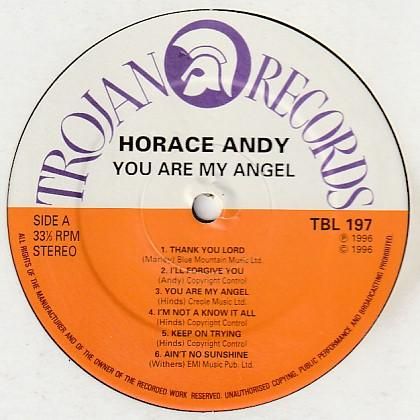 TROJAN RECORDS
HORACE ANDY
YOU ARE MY ANGEL
SIDE A
33⅓ RPM
STEREO
TBL 197
℗ 1996
© 1996
1. THANK YOU LORD
(Marley) Blue Mountain Music Ltd.
2. I'LL FORGIVE YOU
(Andy) Copyright Control
3. YOU ARE MY ANGEL
(Hinds) Creole Music Ltd.
4. I'M NOT A KNOW IT ALL
(Hinds) Copyright Control
5. KEEP ON TRYING
(Hinds) Copyright Control
6. AIN'T NO SUNSHINE
(Withers) EMI Music Pub. Ltd.
ALL RIGHTS OF THE MANUFACTURER AND OF THE OWNER OF THE RECORDED WORK RESERVED. UNAUTHORISED COPYING, PUBLIC PERFORMANCE AND BROADCASTING PROHIBITED.